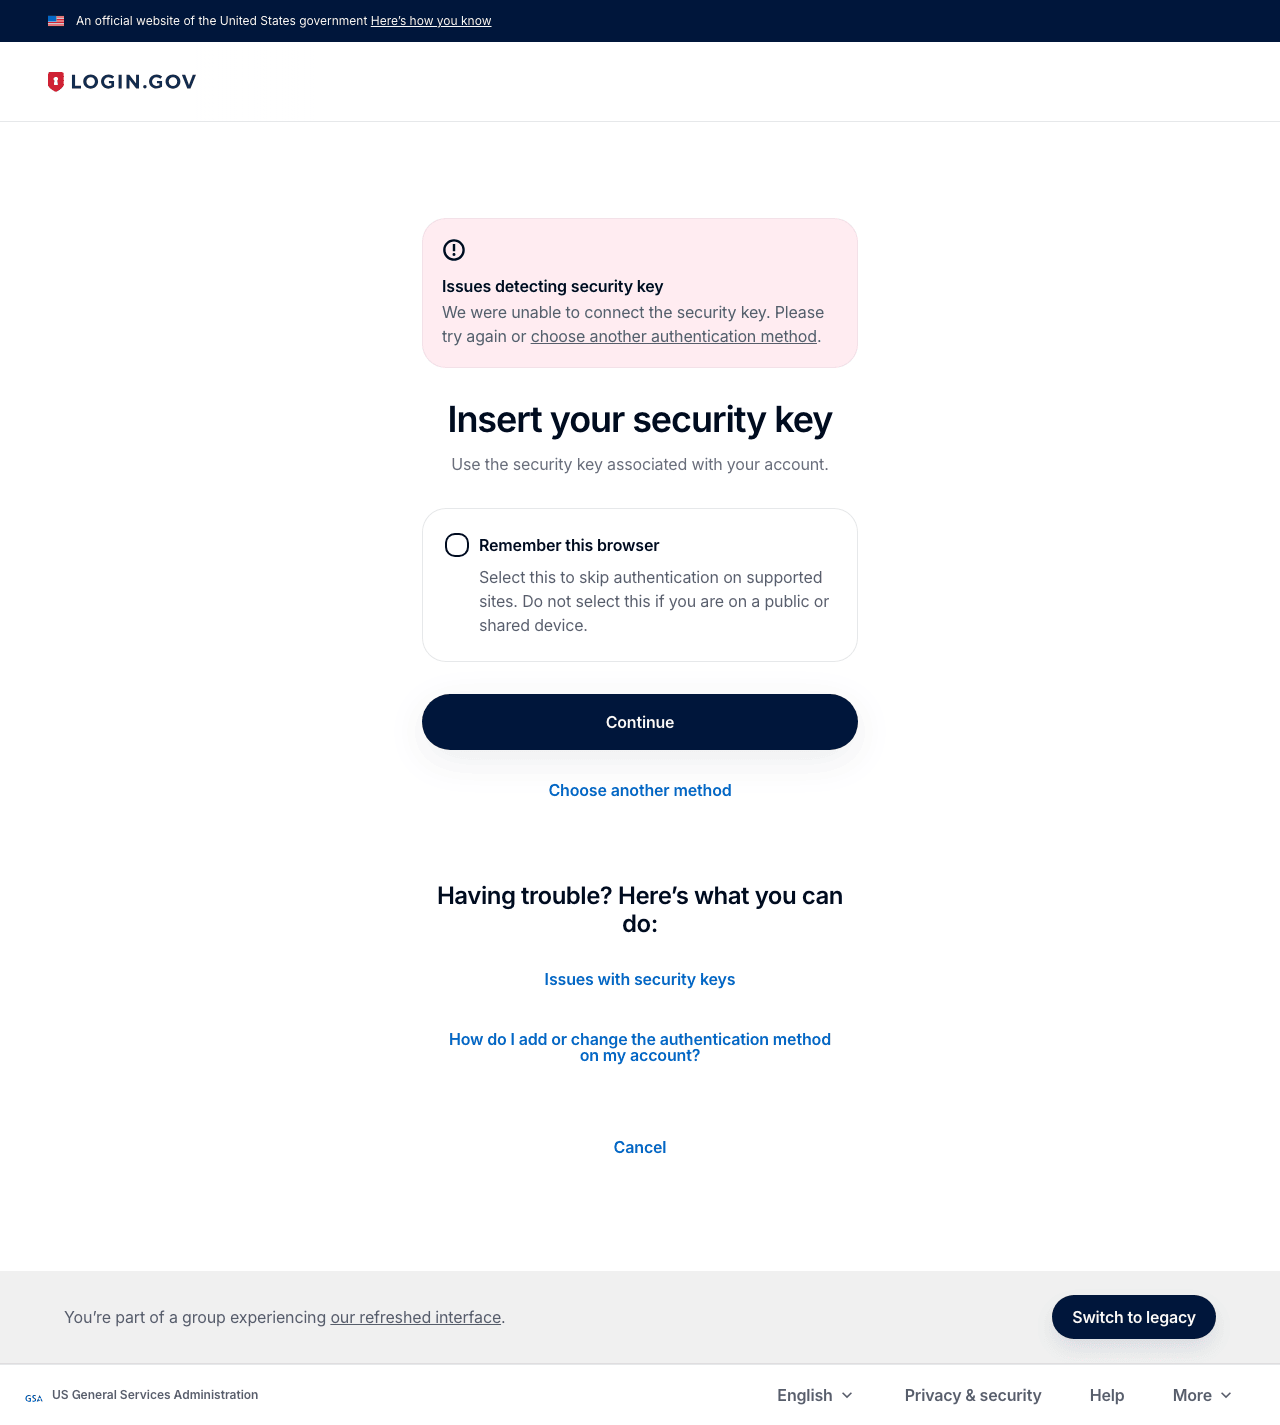 An official website of the United States government Here’s how you know
LOGIN.GOV
Issues detecting security key
We were unable to connect the security key. Please
try again or choose another authentication method.
Insert your security key
Use the security key associated with your account.
Remember this browser
Select this to skip authentication on supported
sites. Do not select this if you are on a public or
shared device.
Continue
Choose another method
Having trouble? Here’s what you can
do:
Issues with security keys
How do I add or change the authentication method
on my account?
Cancel
You’re part of a group experiencing our refreshed interface.
Switch to legacy
GSA US General Services Administration
English
Privacy & security
Help
More